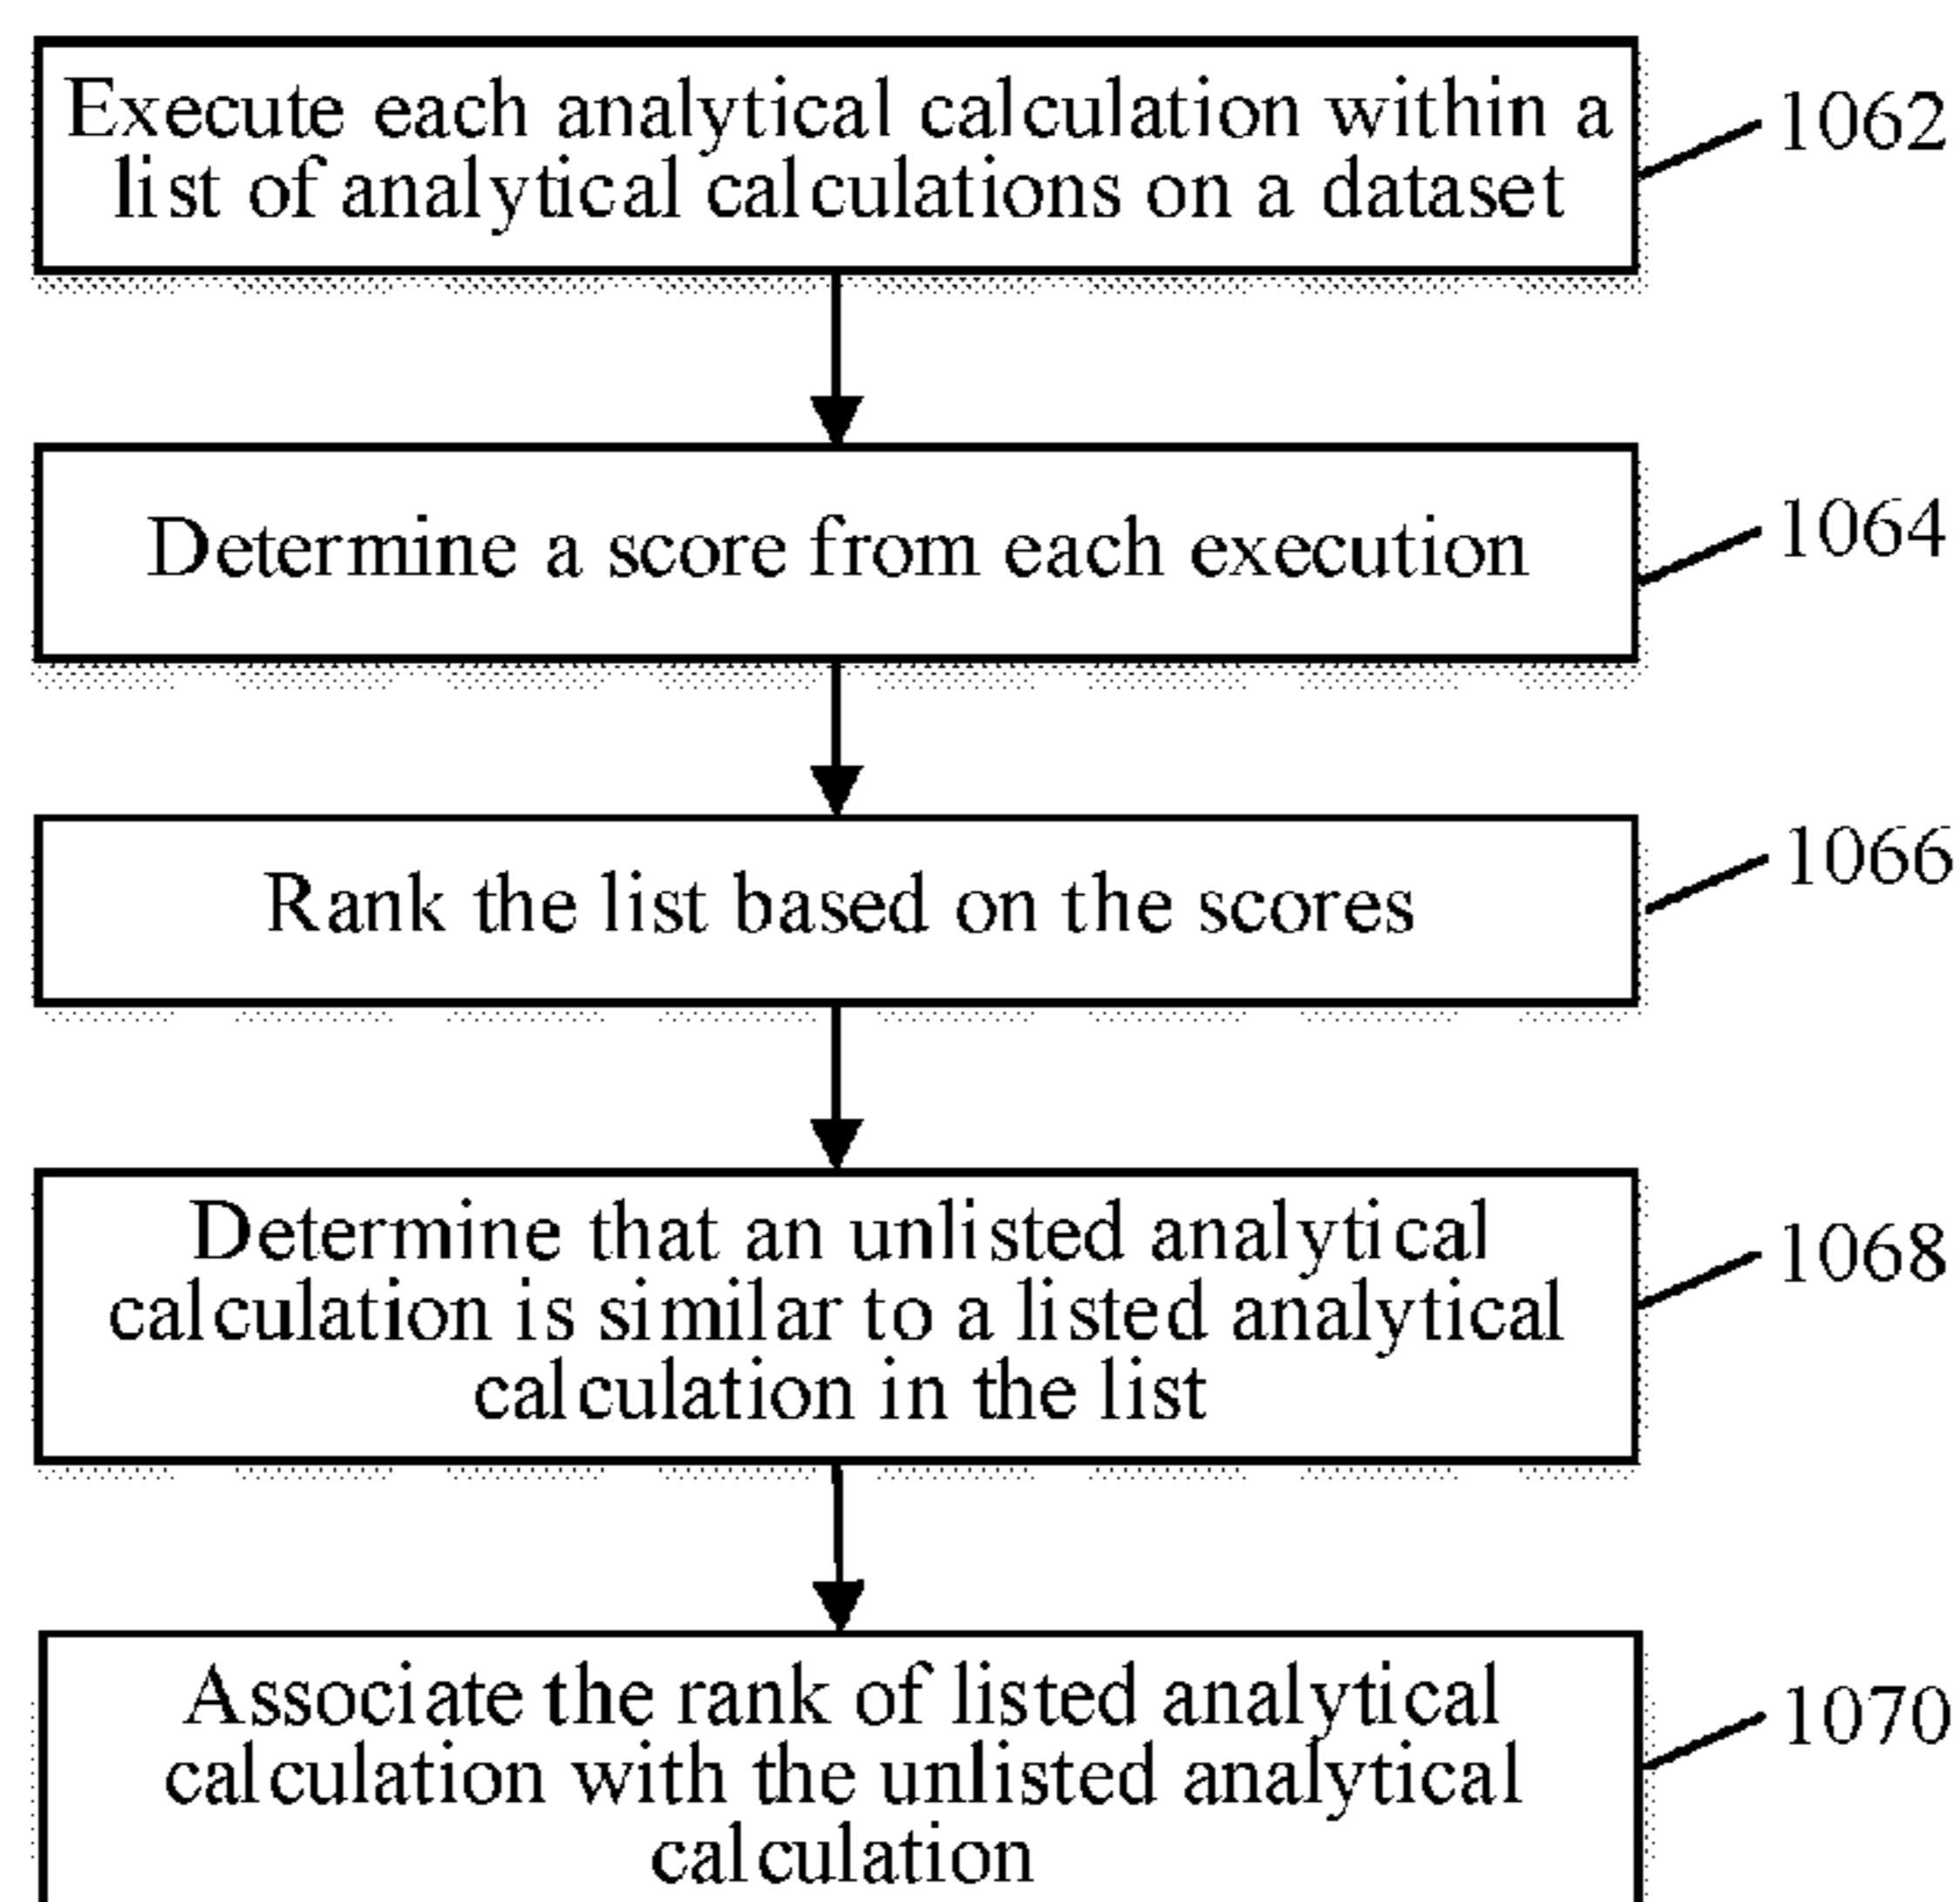 Execute each analytical calculation within a
list of analytical calculations on a dataset
1062
Determine a score from each execution
1064
Rank the list based on the scores
1066
Determine that an unlisted analytical
calculation is similar to a listed analytical
calculation in the list
1068
Associate the rank of listed analytical
calculation with the unlisted analytical
calculation
1070